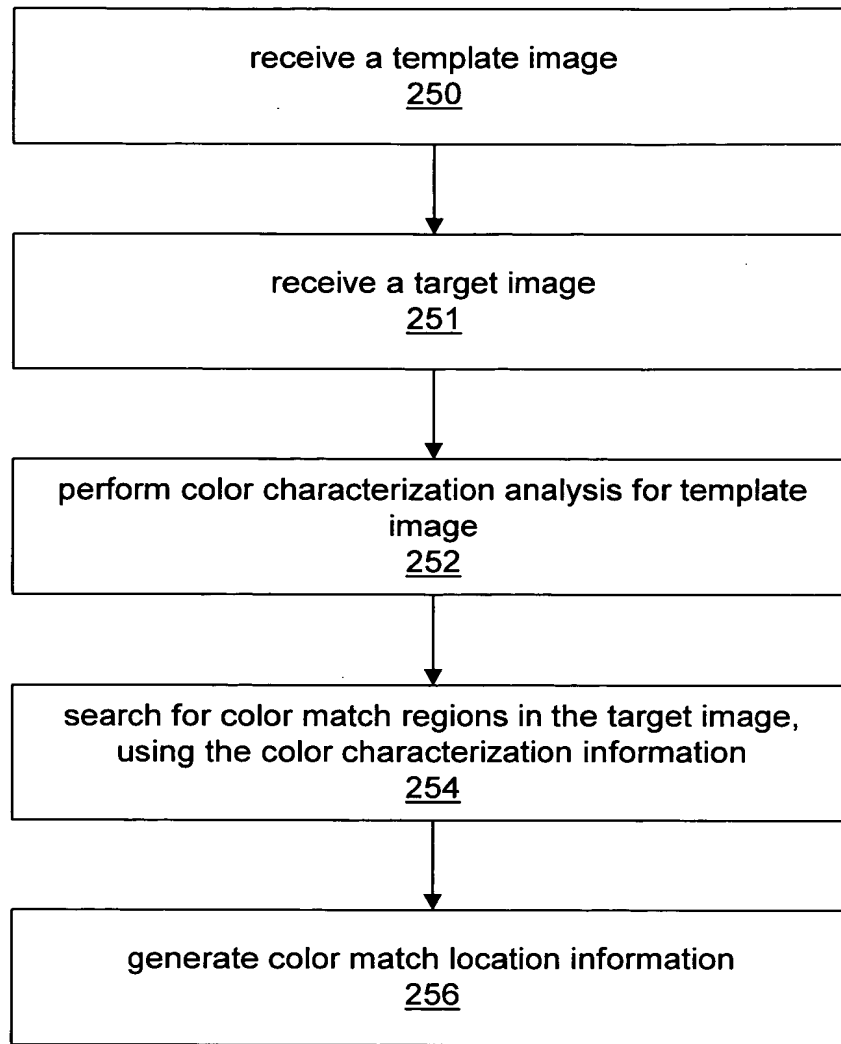 receive a template image
250
receive a target image
251
perform color characterization analysis for template
image
252
search for color match regions in the target image,
using the color characterization information
254
generate color match location information
256